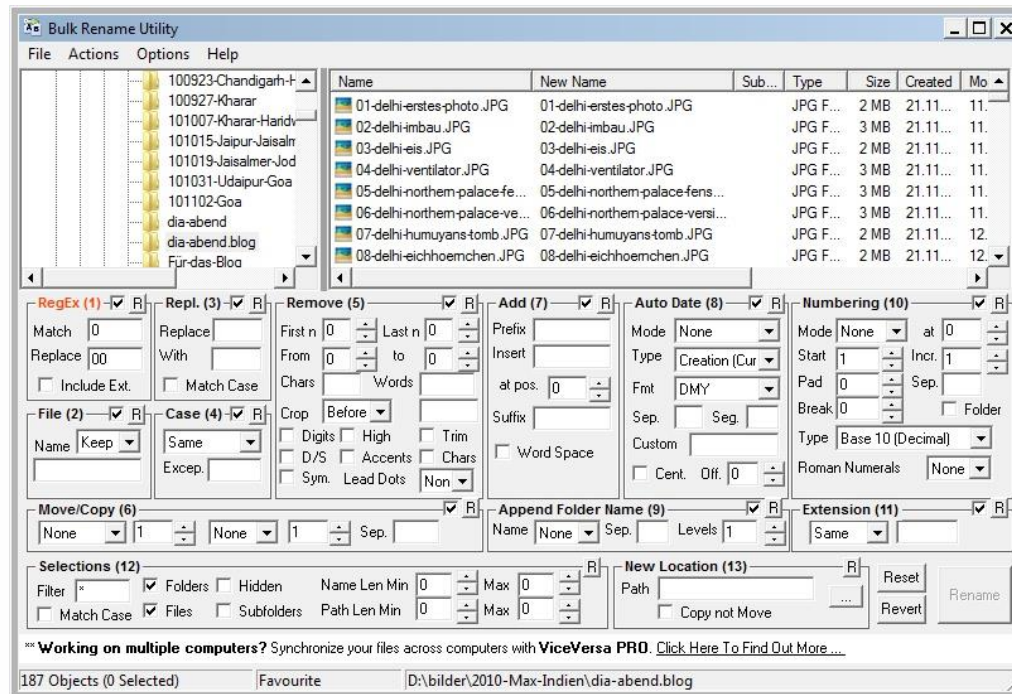 Bulk Rename Utility
File Actions Options Help
100923-Chandigarh-H
100927-Kharar
101007-Kharar-Haridw
101015-Jaipur-Jaisalm
101019-Jaisalmer-Jod
101031-Udaipur-Goa
101102-Goa
dia-abend
dia-abend.blog
Für-das-Blog
Name New Name Sub... Type Size Created Mo
01-delhi-erstes-photo.JPG 01-delhi-erstes-photo.JPG JPG F... 2 MB 21.11... 11.
02-delhi-imbau.JPG 02-delhi-imbau.JPG JPG F... 3 MB 21.11... 11.
03-delhi-eis.JPG 03-delhi-eis.JPG JPG F... 2 MB 21.11... 11.
04-delhi-ventilator.JPG 04-delhi-ventilator.JPG JPG F... 3 MB 21.11... 11.
05-delhi-northern-palace-fe... 05-delhi-northern-palace-fens... JPG F... 3 MB 21.11... 11.
06-delhi-northern-palace-ve... 06-delhi-northern-palace-versi... JPG F... 3 MB 21.11... 11.
07-delhi-humuyans-tomb.JPG 07-delhi-humuyans-tomb.JPG JPG F... 2 MB 21.11... 12.
08-delhi-eichhoernchen.JPG 08-delhi-eichhoernchen.JPG JPG F... 2 MB 21.11... 12.
RegEx (1) R
Match 0
Replace 00
Include Ext.
Repl. (3) R
Replace
With
Match Case
File (2) R
Name Keep
Case (4) R
Same
Excep.
Remove (5) R
First n 0 Last n 0
From 0 to 0
Chars Words
Crop Before
Digits High Trim
D/S Accents Chars
Sym. Lead Dots Non
Add (7) R
Prefix
Insert
at pos. 0
Suffix
Word Space
Auto Date (8) R
Mode None
Type Creation (Cur
Fmt DMY
Sep. Seg.
Custom
Cent. Off. 0
Numbering (10) R
Mode None at 0
Start 1 Incr. 1
Pad 0 Sep.
Break 0 Folder
Type Base 10 (Decimal)
Roman Numerals None
Move/Copy (6) R
None 1 None 1 Sep.
Append Folder Name (9) R
Name None Sep. Levels 1
Extension (11) R
Same
Selections (12) R
Filter * Folders Hidden Name Len Min 0 Max 0
Match Case Files Subfolders Path Len Min 0 Max 0
New Location (13) R
Path ...
Copy not Move
Reset
Revert
Rename
** Working on multiple computers? Synchronize your files across computers with ViceVersa PRO. Click Here To Find Out More ...
187 Objects (0 Selected) Favourite D:\bilder\2010-Max-Indien\dia-abend.blog